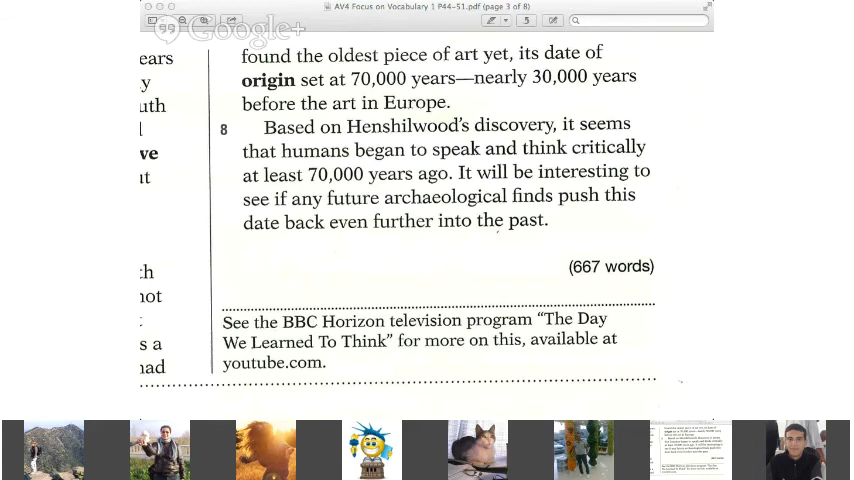 AV4 Focus on Vocabulary 1 P44-51.pdf (page 3 of 8)
Google+
5
ears
y
uth
l
ve
ut
th
not
t
s a
had
found the oldest piece of art yet, its date of
origin set at 70,000 years—nearly 30,000 years
before the art in Europe.
8 Based on Henshilwood's discovery, it seems
that humans began to speak and think critically
at least 70,000 years ago. It will be interesting to
see if any future archaeological finds push this
date back even further into the past.
(667 words)
See the BBC Horizon television program “The Day
We Learned To Think” for more on this, available at
youtube.com.